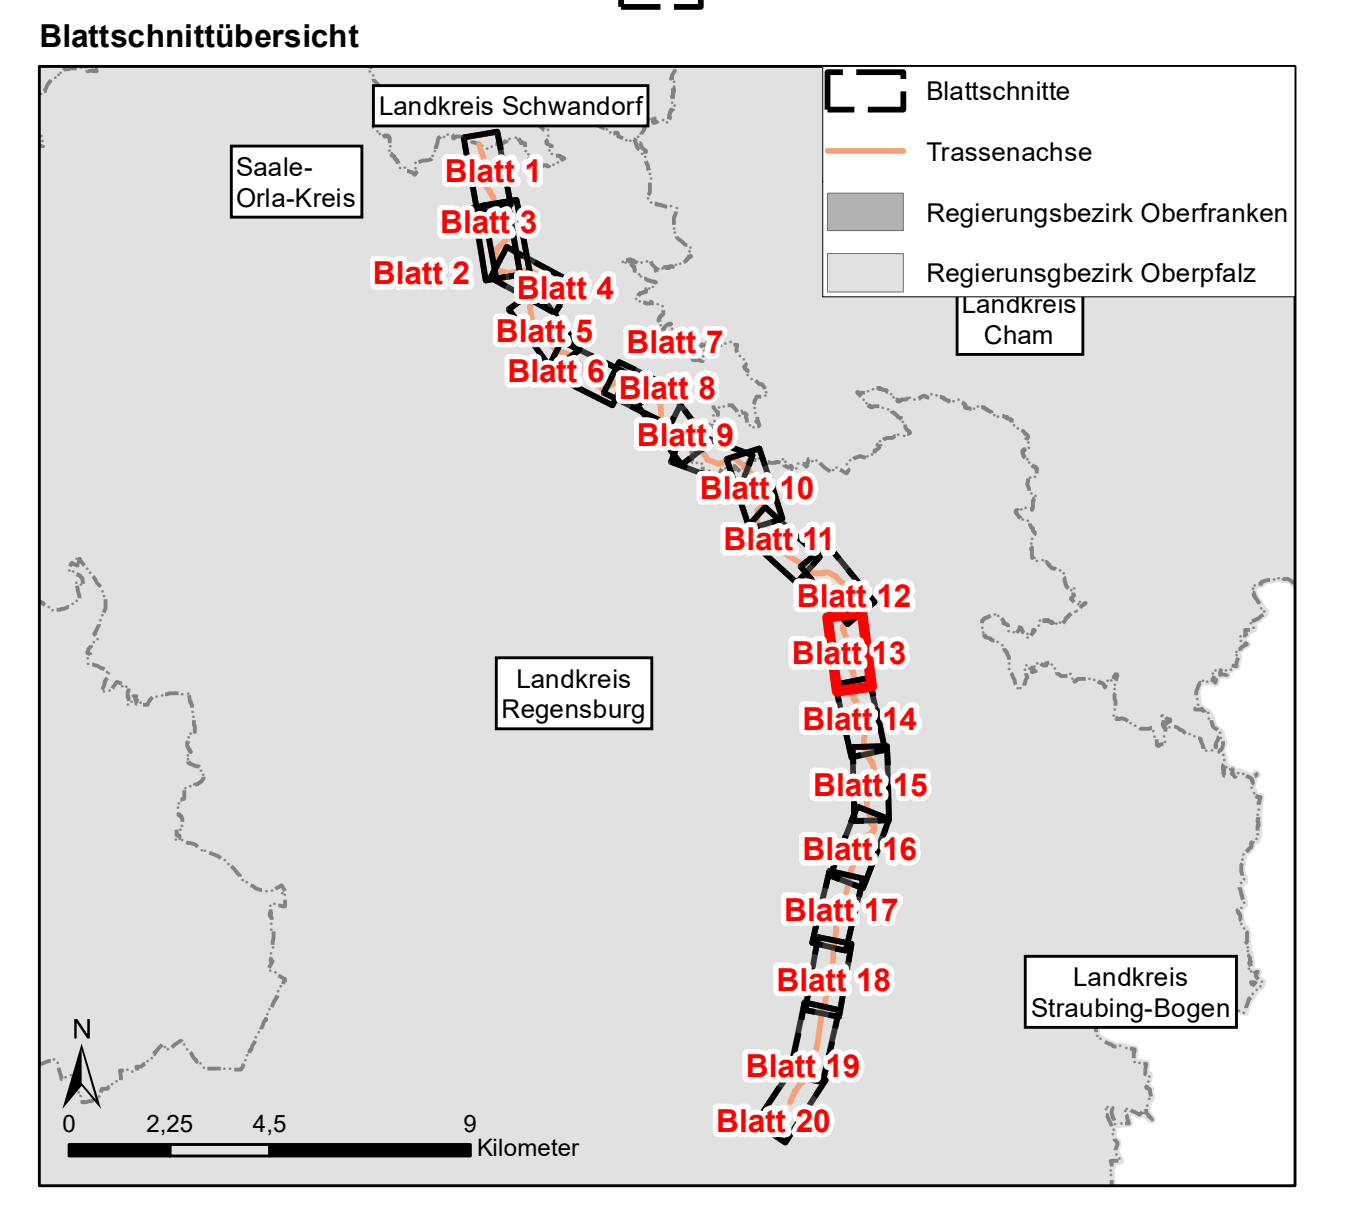 Blattschnittübersicht
Blattschnitte
Trassenachse
Regierungsbezirk Oberfranken
Regierunsgbezirk Oberpfalz
Landkreis Schwandorf
Saale-
Orla-Kreis
Landkreis
Cham
Blatt 1
Blatt 3
Blatt 2
Blatt 4
Blatt 5
Blatt 7
Blatt 6
Blatt 8
Blatt 9
Blatt 10
Blatt 11
Blatt 12
Blatt 13
Landkreis
Regensburg
Blatt 14
Blatt 15
Blatt 16
Blatt 17
Blatt 18
Landkreis
Straubing-Bogen
Blatt 19
Blatt 20
N
0 2,25 4,5 9
Kilometer